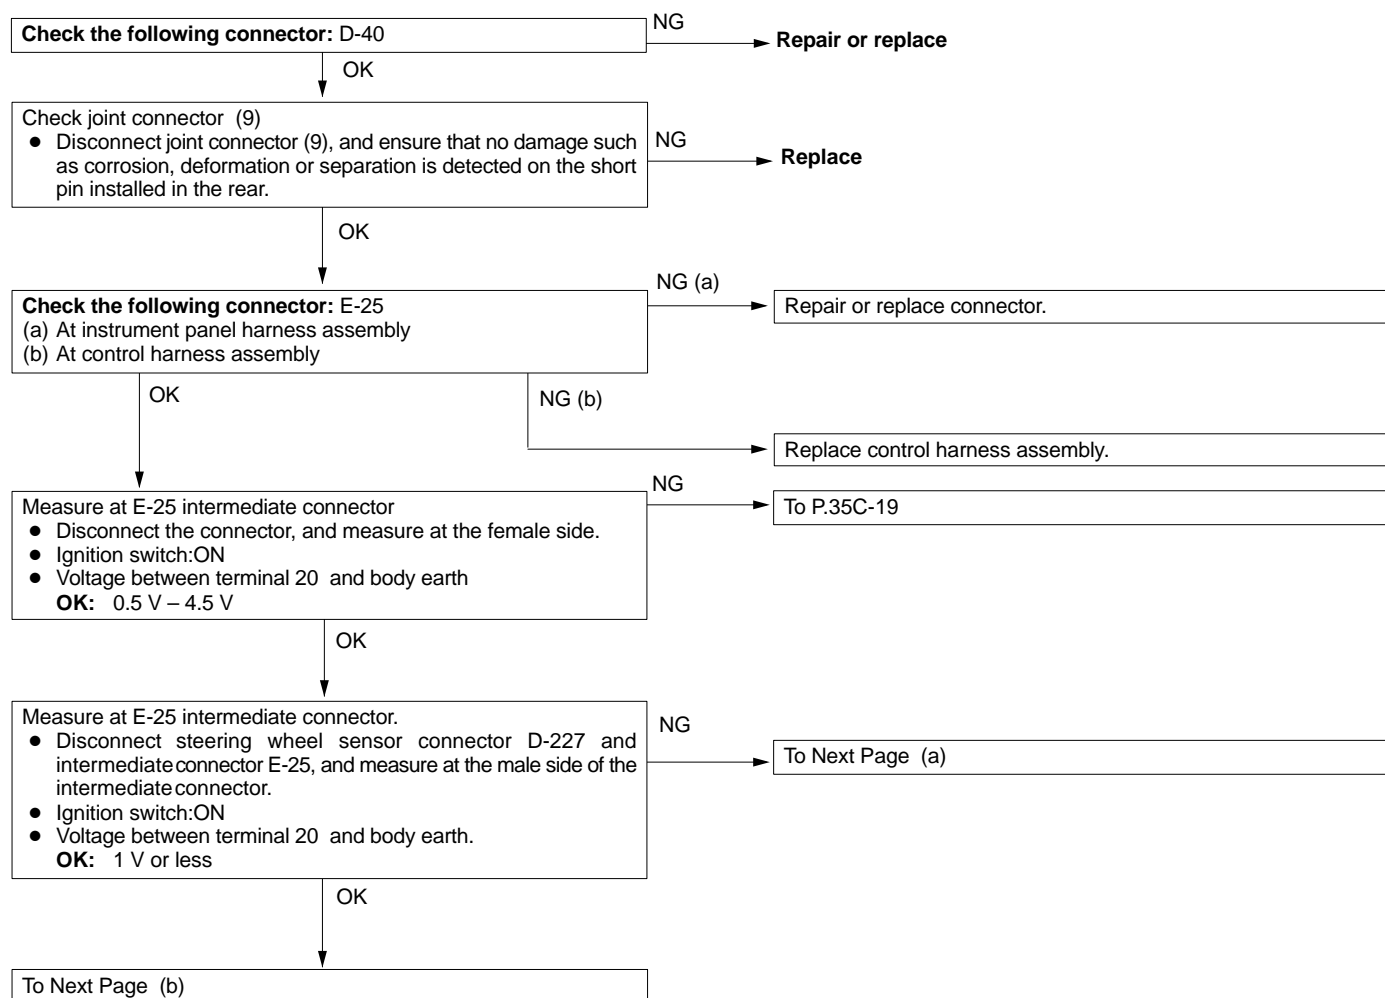 Check the following connector: D-40
NG
Repair or replace
OK
Check joint connector (9)
● Disconnect joint connector (9), and ensure that no damage such
as corrosion, deformation or separation is detected on the short
pin installed in the rear.
NG
Replace
OK
Check the following connector: E-25
(a) At instrument panel harness assembly
(b) At control harness assembly
NG (a)
Repair or replace connector.
OK
NG (b)
Replace control harness assembly.
Measure at E-25 intermediate connector
● Disconnect the connector, and measure at the female side.
● Ignition switch:ON
● Voltage between terminal 20 and body earth
OK: 0.5 V – 4.5 V
NG
To P.35C-19
OK
Measure at E-25 intermediate connector.
● Disconnect steering wheel sensor connector D-227 and
intermediate connector E-25, and measure at the male side of the
intermediate connector.
● Ignition switch:ON
● Voltage between terminal 20 and body earth.
OK: 1 V or less
NG
To Next Page (a)
OK
To Next Page (b)